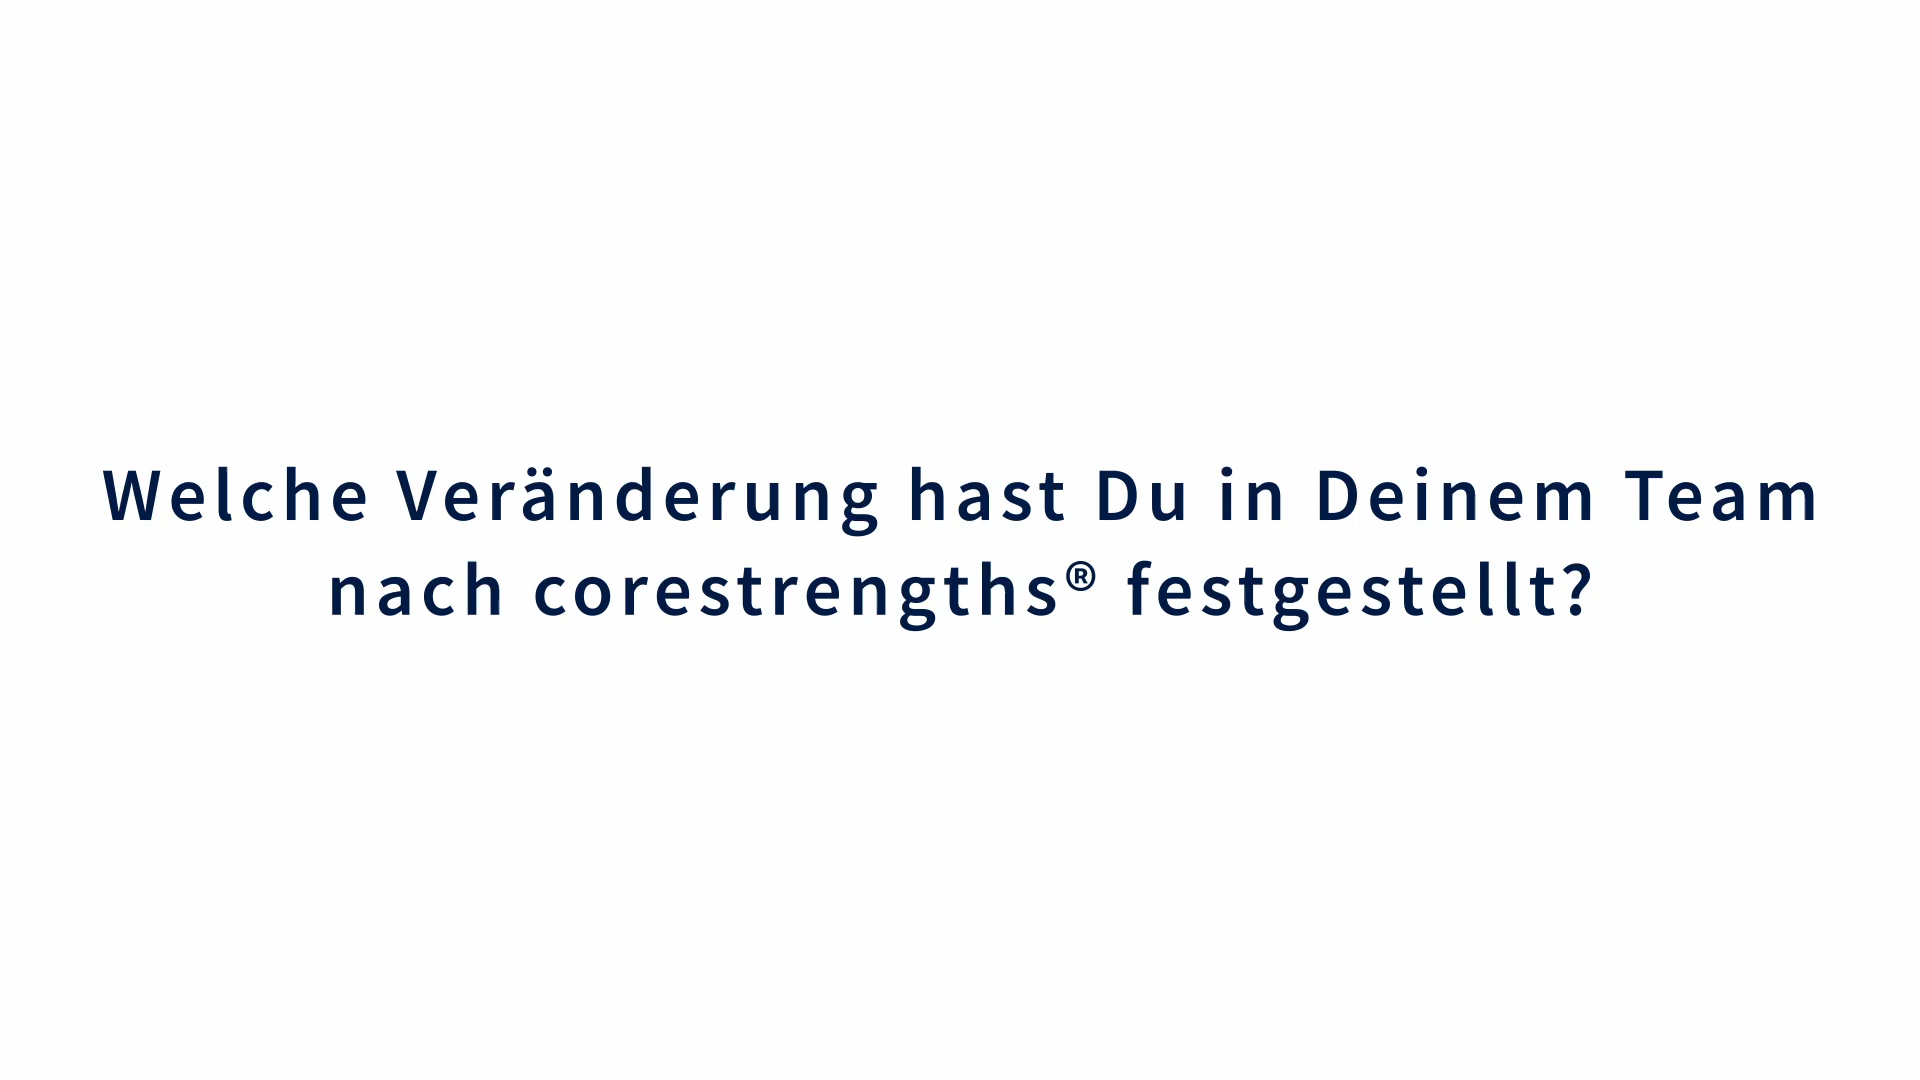 Welche Veränderung hast Du in Deinem Team
nach corestrengths® festgestellt?